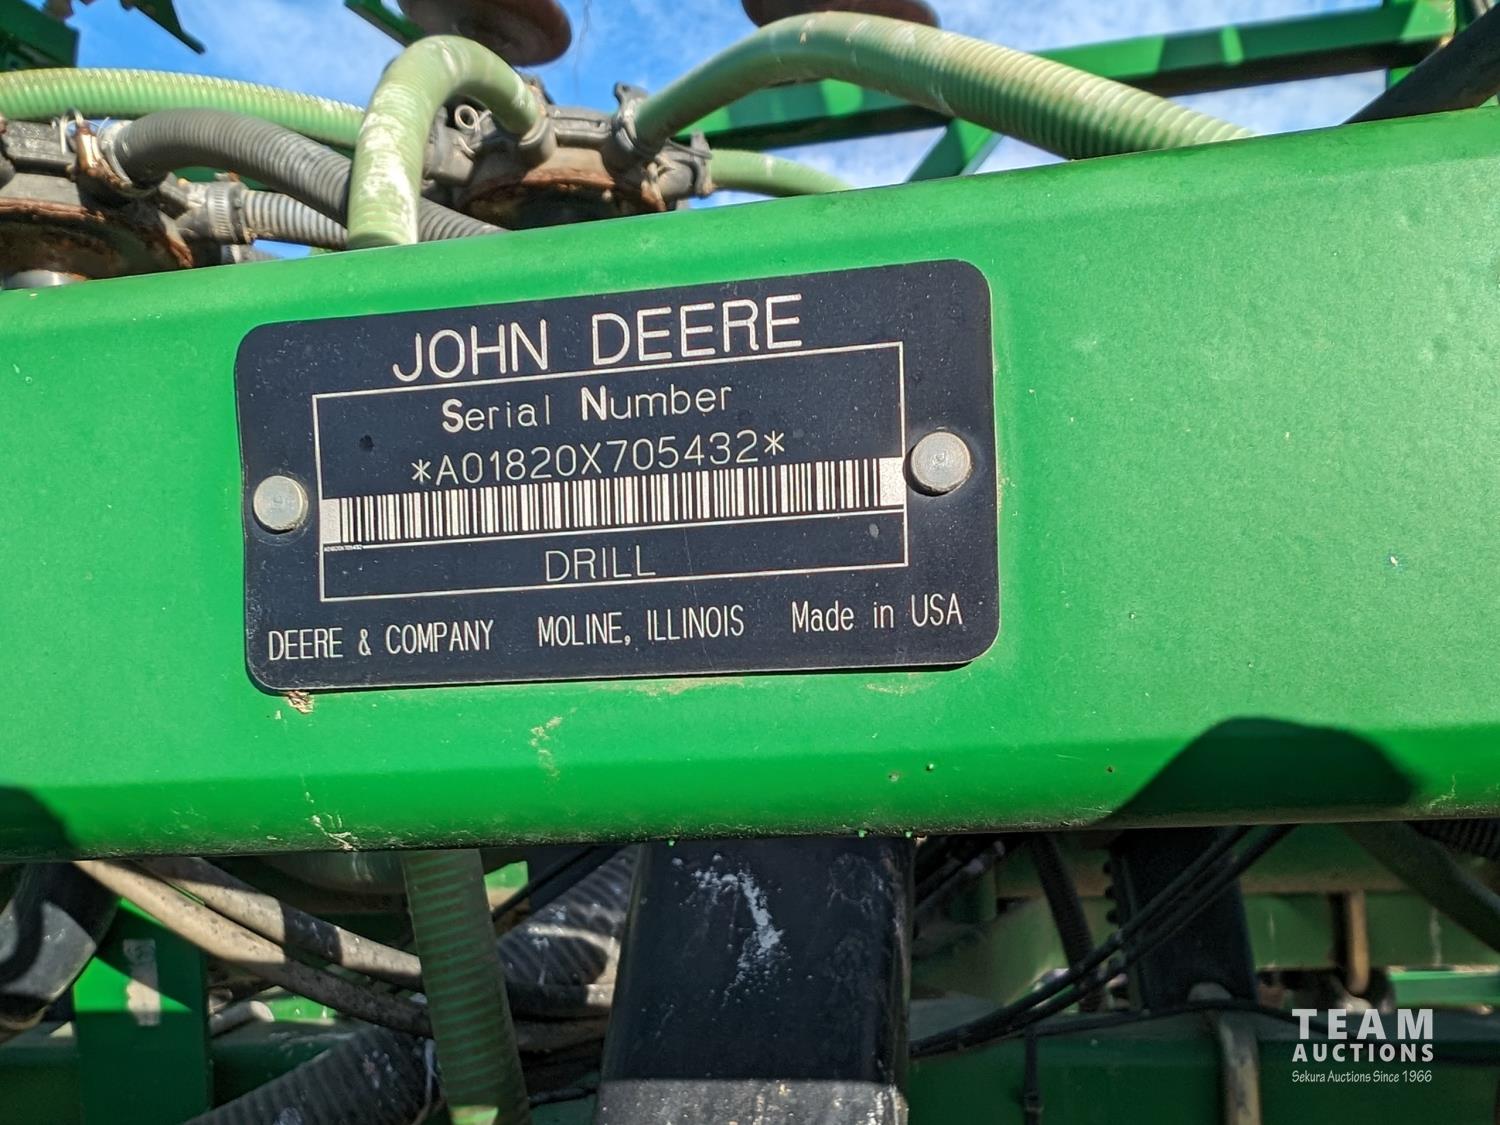 JOHN DEERE
Serial Number
*A01820X705432*
A01820X705432
DRILL
DEERE & COMPANY MOLINE, ILLINOIS Made in USA
TEAM
AUCTIONS
Sekura Auctions Since 1966